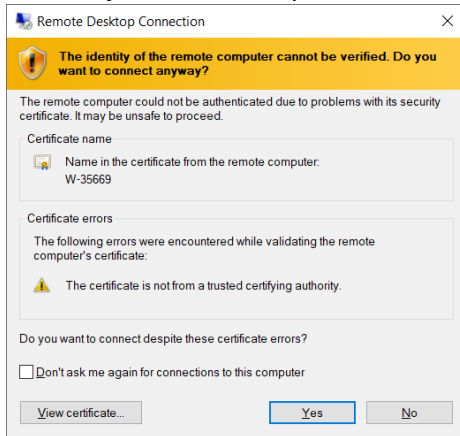 Remote Desktop Connection
The identity of the remote computer cannot be verified. Do you
want to connect anyway?
The remote computer could not be authenticated due to problems with its security
certificate. It may be unsafe to proceed.
Certificate name
Name in the certificate from the remote computer:
W-35669
Certificate errors
The following errors were encountered while validating the remote
computer's certificate:
The certificate is not from a trusted certifying authority.
Do you want to connect despite these certificate errors?
Don't ask me again for connections to this computer
View certificate...
Yes
No